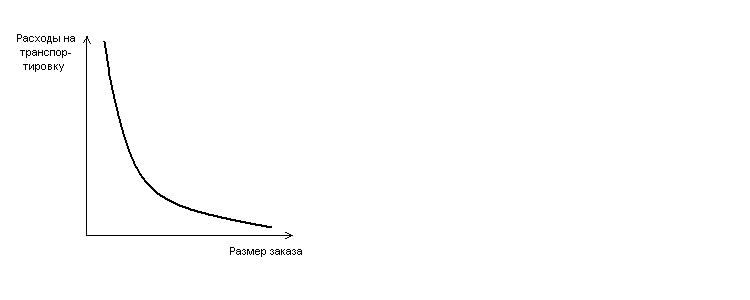 Расходы на
транспор-
тировку
Размер заказа